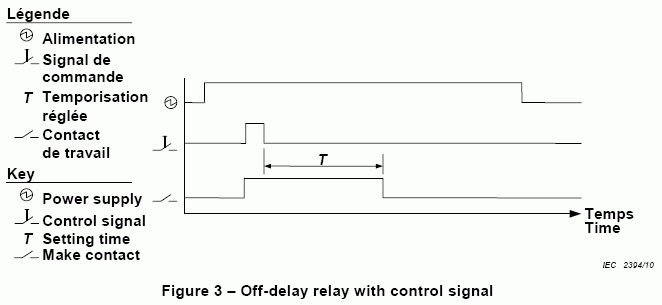 Légende
Alimentation
Signal de
commande
T Temporisation
réglée
Contact
de travail
Key
Power supply
Control signal
T Setting time
Make contact
T
Temps
Time
IEC 2394/10
Figure 3 – Off-delay relay with control signal